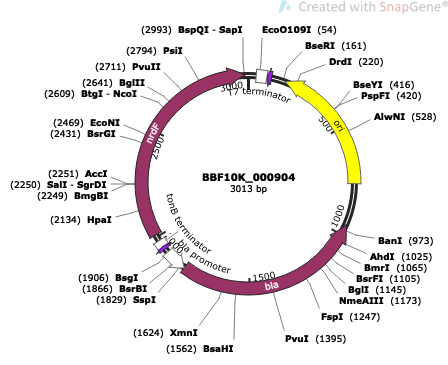 Created with SnapGene®
(2993) BspQI - SapI
EcoO109I (54)
(2794) PsiI
BseRI (161)
(2711) PvuII
DrdI (220)
(2641) BglII
BseYI (416)
(2609) BtgI - NcoI
PspFI (420)
AlwNI (528)
(2469) EcoNI
(2431) BsrGI
(2251) AccI
(2250) SalI - SgrDI
(2249) BmgBI
(2134) HpaI
BBF10K_000904
3013 bp
3000
T7 terminator
500
ori
nrdF
2500
tonB terminator
bla promoter
1000
1500
bla
BanI (973)
AhdI (1025)
BmrI (1065)
BsrFI (1105)
BglI (1145)
NmeAIII (1173)
FspI (1247)
PvuI (1395)
(1906) BsgI
(1866) BsrBI
(1829) SspI
(1624) XmnI
(1562) BsaHI